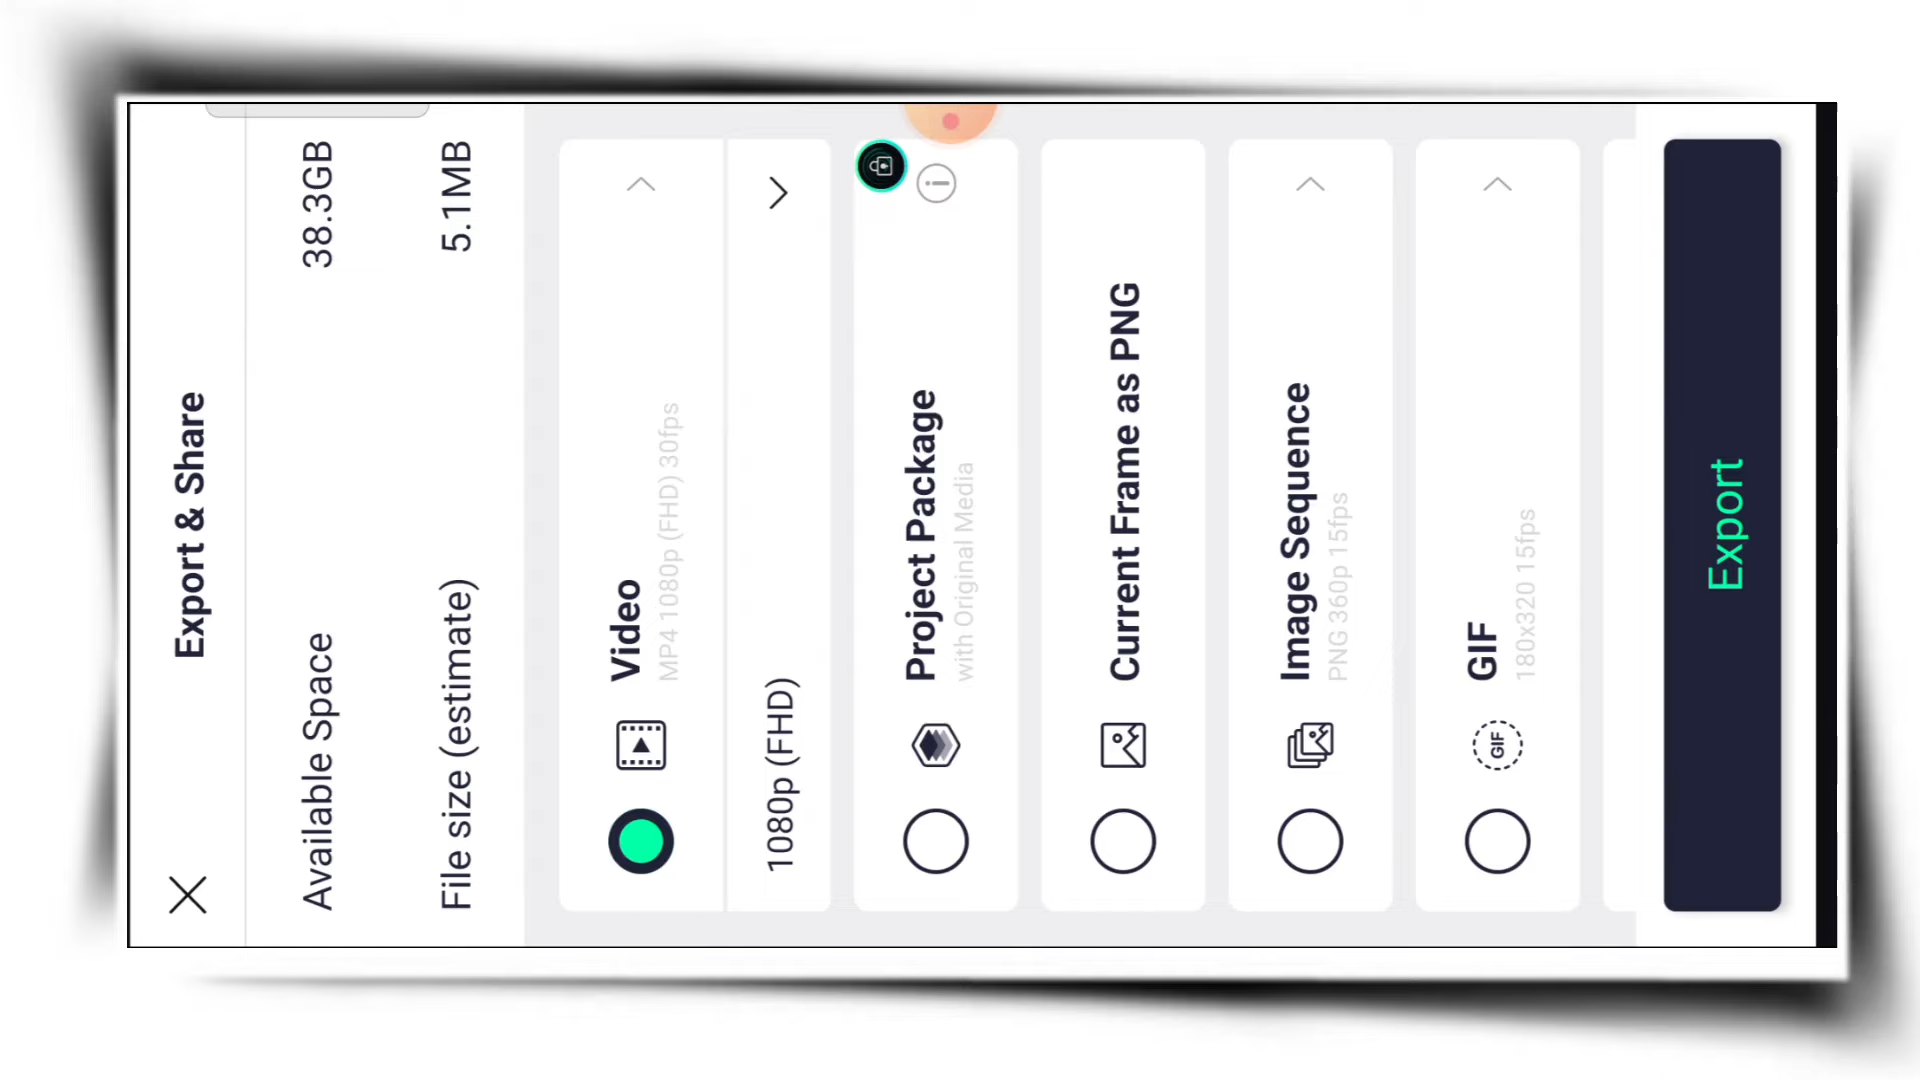 Export & Share
Available Space 38.3GB
File size (estimate) 5.1MB
Video
MP4 1080p (FHD) 30fps
1080p (FHD)
Project Package
with Original Media
Current Frame as PNG
Image Sequence
PNG 360p 15fps
GIF
GIF
180x320 15fps
Export